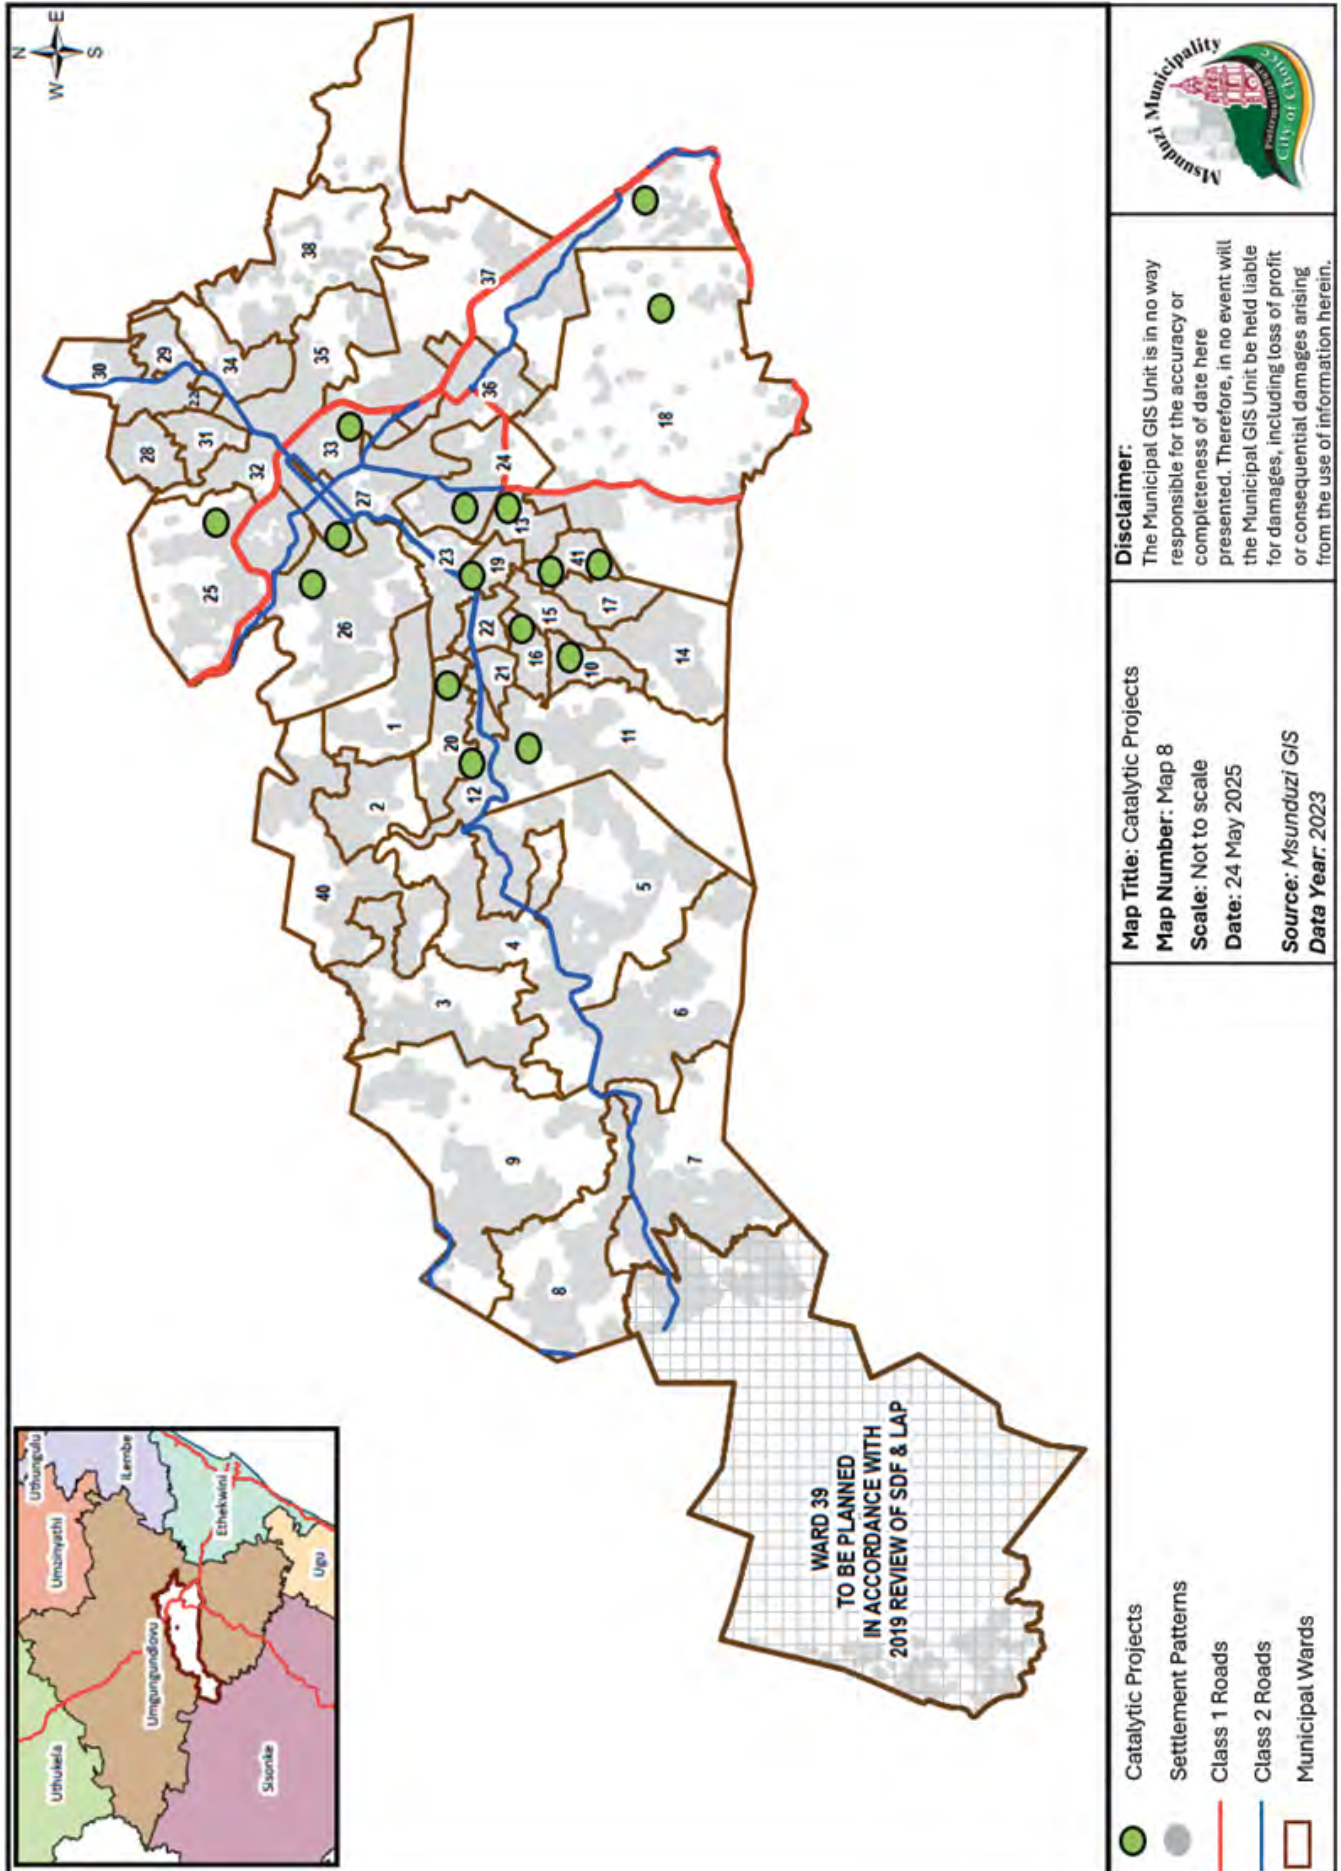 N
W E
S
Uthukela
Umzinyathi
Uthungulu
iLembe
Umgungundlovu
Ethekwini
Sisonke
Ugu
30
29
28
22
34
31
38
32
35
33
25
27
37
26
36
1
23
24
18
2
20
22
19
13
40
12
21
16
15
41
17
10
14
11
3
4
5
6
9
7
8
WARD 39
TO BE PLANNED
IN ACCORDANCE WITH
2019 REVIEW OF SDF & LAP
Catalytic Projects
Settlement Patterns
Class 1 Roads
Class 2 Roads
Municipal Wards
Map Title: Catalytic Projects
Map Number: Map 8
Scale: Not to scale
Date: 24 May 2025
Source: Msunduzi GIS
Data Year: 2023
Disclaimer:
The Municipal GIS Unit is in no way
responsible for the accuracy or
completeness of date here
presented. Therefore, in no event will
the Municipal GIS Unit be held liable
for damages, including loss of profit
or consequential damages arising
from the use of information herein.
Msunduzi Municipality
Pietermaritzburg
City of Choice